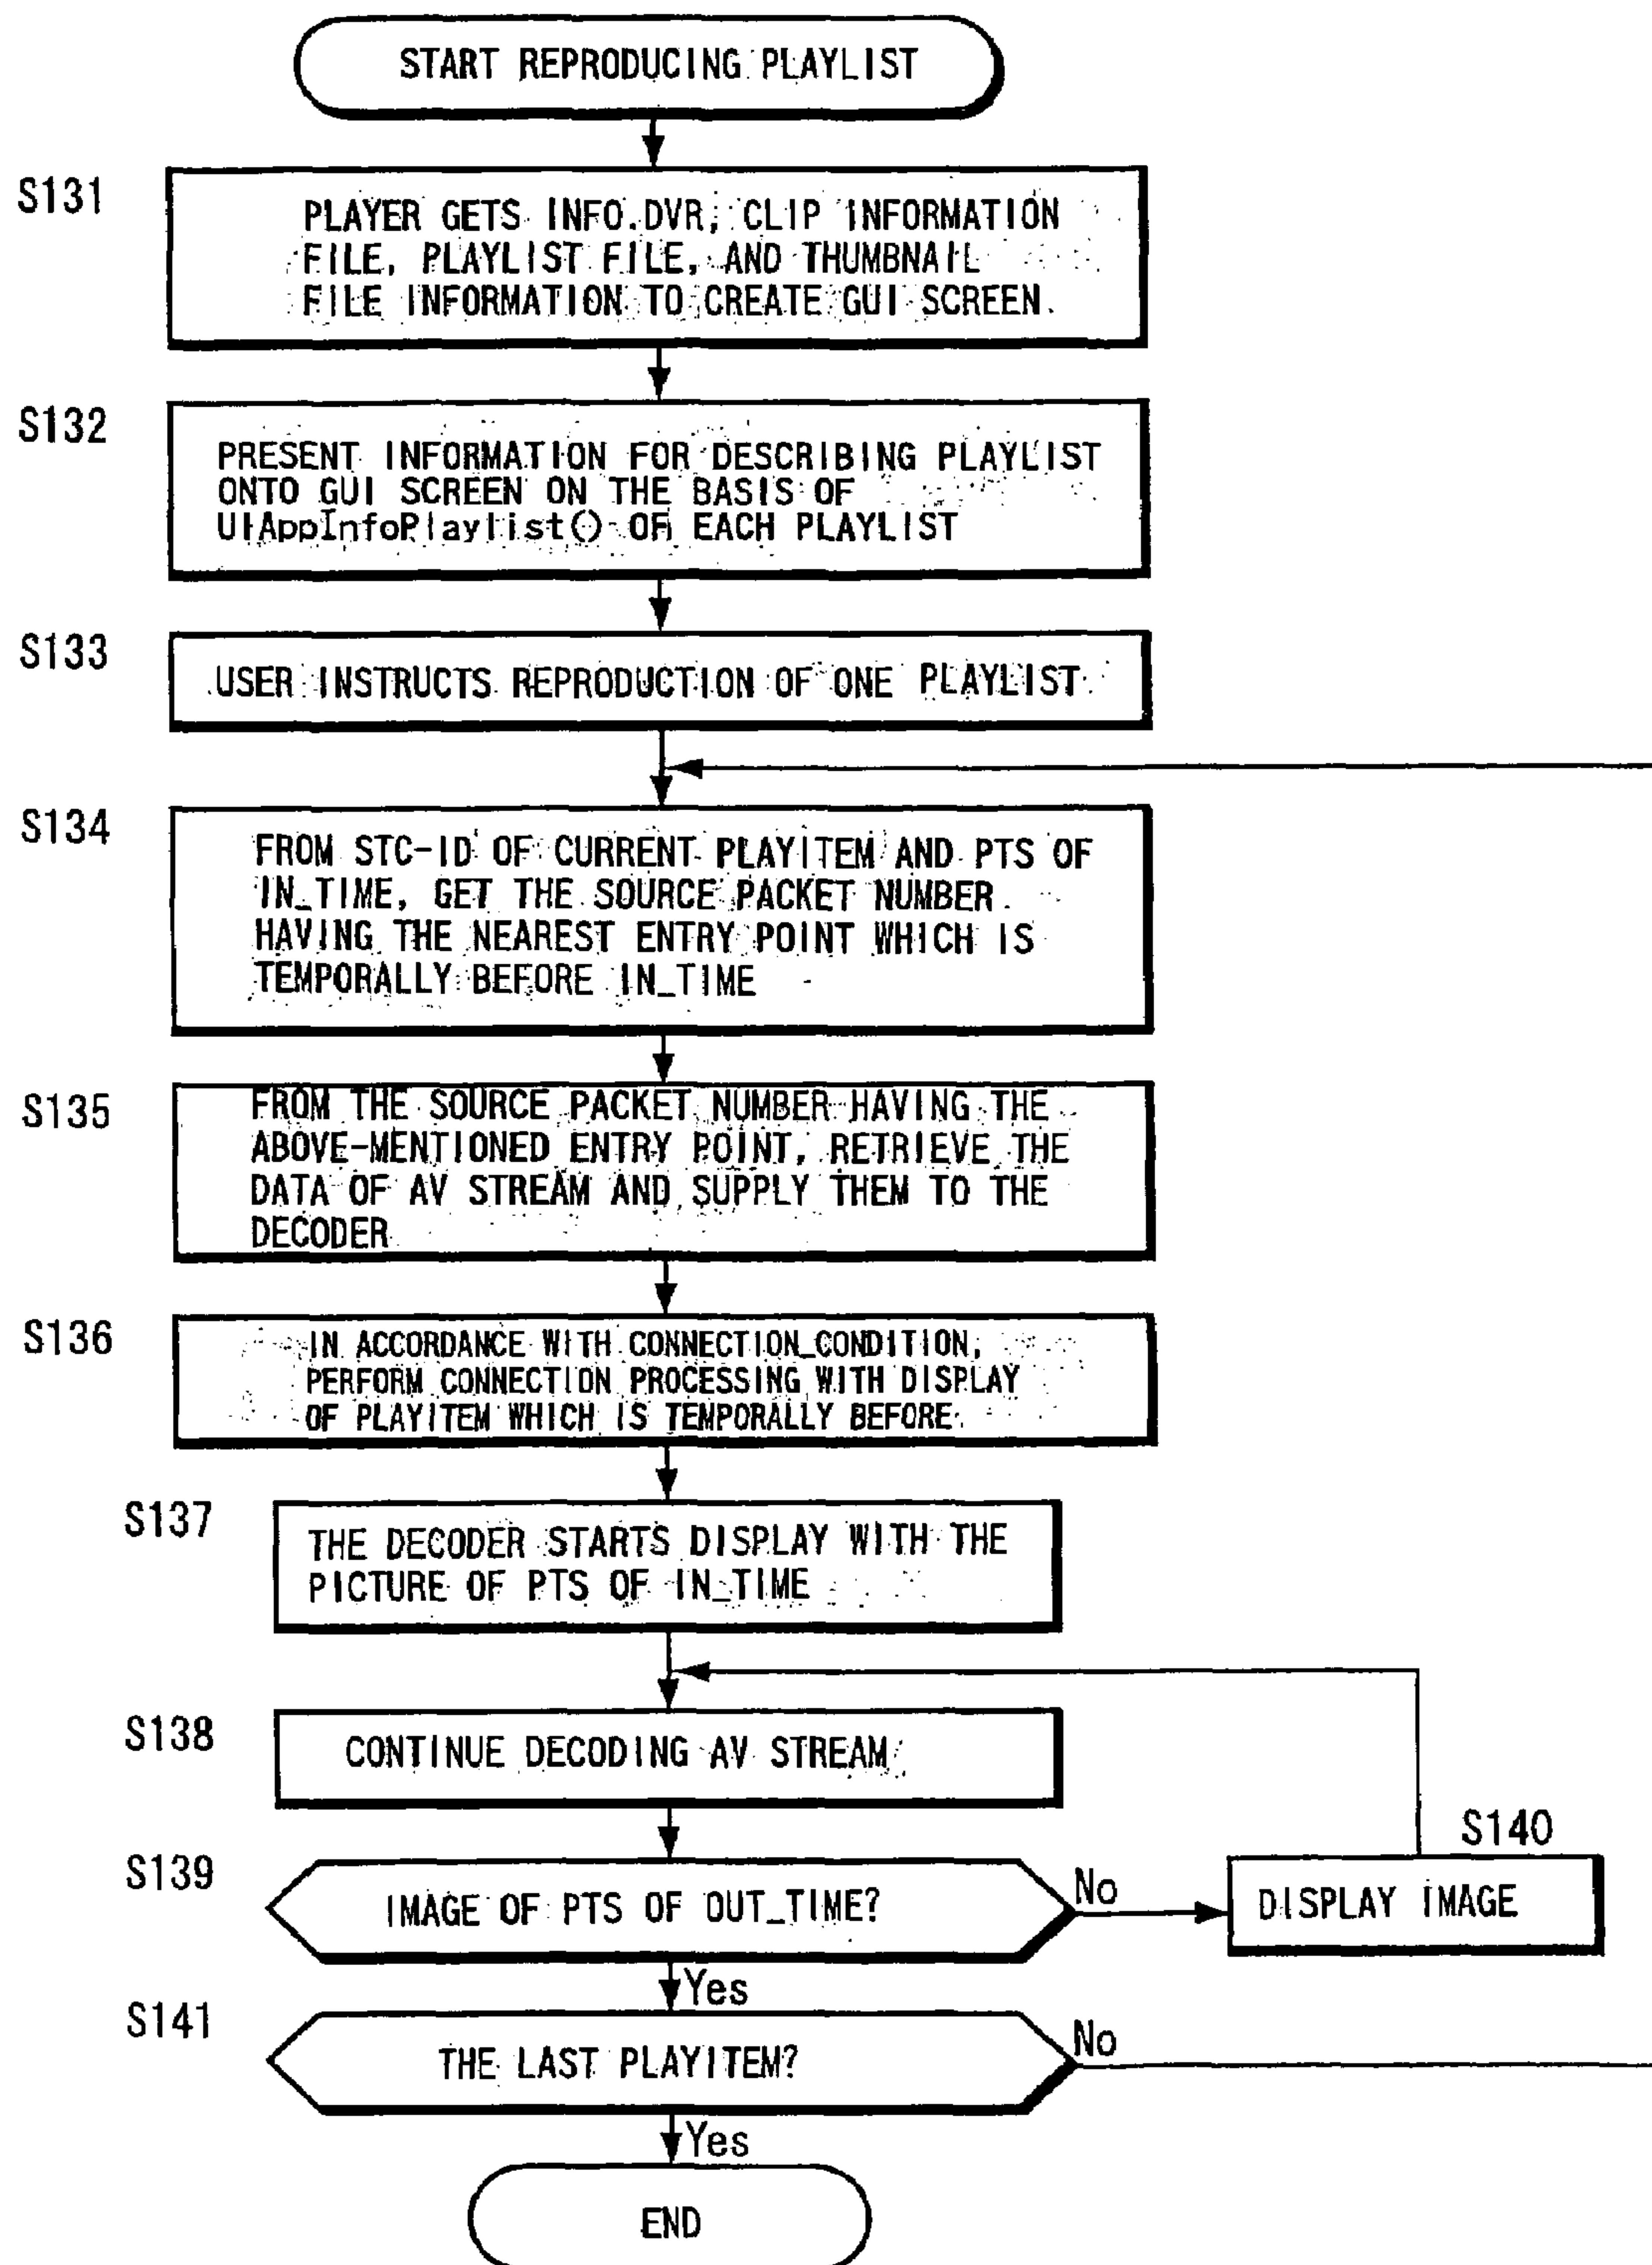 START REPRODUCING PLAYLIST
S131
PLAYER GETS INFO.DVR, CLIP INFORMATION
FILE, PLAYLIST FILE, AND THUMBNAIL
FILE INFORMATION TO CREATE GUI SCREEN.
S132
PRESENT INFORMATION FOR DESCRIBING PLAYLIST
ONTO GUI SCREEN ON THE BASIS OF
UIAppInfoPlaylist() OF EACH PLAYLIST
S133
USER INSTRUCTS REPRODUCTION OF ONE PLAYLIST
S134
FROM STC-ID OF CURRENT PLAYITEM AND PTS OF
IN_TIME, GET THE SOURCE PACKET NUMBER
HAVING THE NEAREST ENTRY POINT WHICH IS
TEMPORALLY BEFORE IN_TIME
S135
FROM THE SOURCE PACKET NUMBER HAVING THE
ABOVE-MENTIONED ENTRY POINT, RETRIEVE THE
DATA OF AV STREAM AND SUPPLY THEM TO THE
DECODER
S136
IN ACCORDANCE WITH CONNECTION_CONDITION,
PERFORM CONNECTION PROCESSING WITH DISPLAY
OF PLAYITEM WHICH IS TEMPORALLY BEFORE.
S137
THE DECODER STARTS DISPLAY WITH THE
PICTURE OF PTS OF IN_TIME
S138
CONTINUE DECODING AV STREAM
S139
IMAGE OF PTS OF OUT_TIME?
No
S140
DISPLAY IMAGE
Yes
S141
THE LAST PLAYITEM?
No
Yes
END